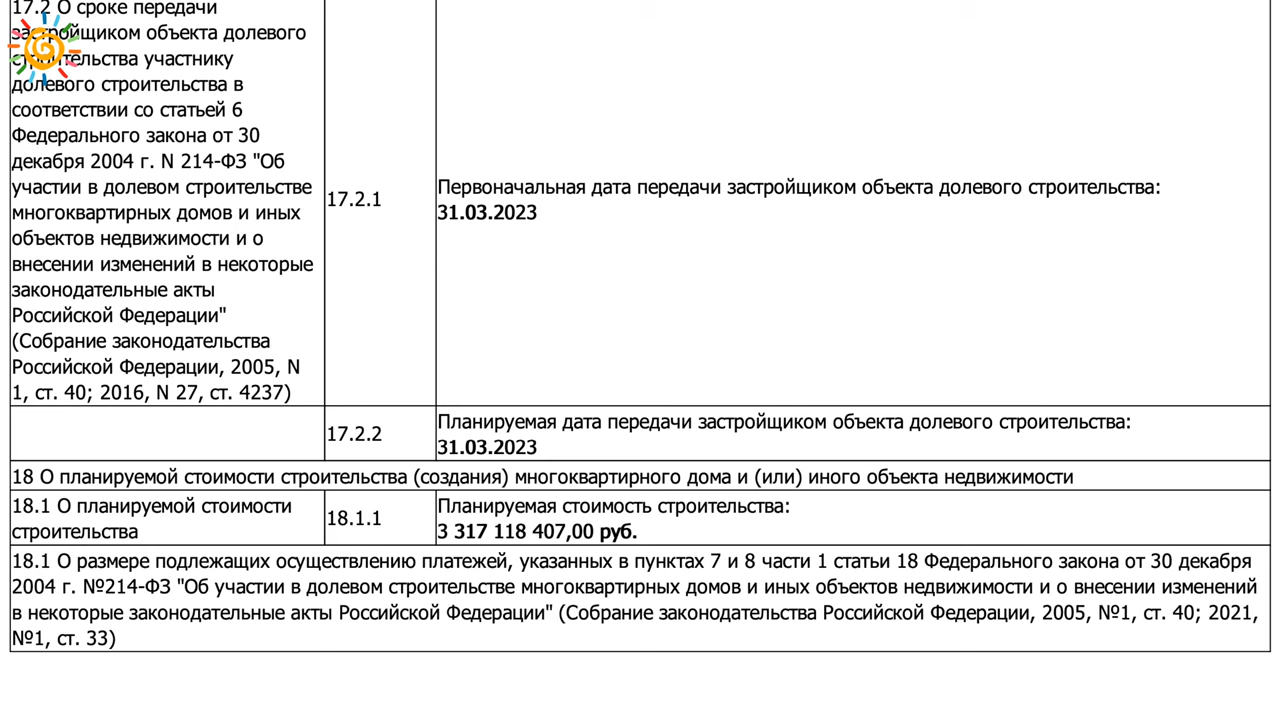 17.2 О сроке передачи
застройщиком объекта долевого
строительства участнику
долевого строительства в
соответствии со статьей 6
Федерального закона от 30
декабря 2004 г. N 214-ФЗ "Об
участии в долевом строительстве
многоквартирных домов и иных
объектов недвижимости и о
внесении изменений в некоторые
законодательные акты
Российской Федерации"
(Собрание законодательства
Российской Федерации, 2005, N
1, ст. 40; 2016, N 27, ст. 4237)
17.2.1
Первоначальная дата передачи застройщиком объекта долевого строительства:
31.03.2023
17.2.2
Планируемая дата передачи застройщиком объекта долевого строительства:
31.03.2023
18 О планируемой стоимости строительства (создания) многоквартирного дома и (или) иного объекта недвижимости
18.1 О планируемой стоимости
строительства
18.1.1
Планируемая стоимость строительства:
3 317 118 407,00 руб.
18.1 О размере подлежащих осуществлению платежей, указанных в пунктах 7 и 8 части 1 статьи 18 Федерального закона от 30 декабря
2004 г. №214-ФЗ "Об участии в долевом строительстве многоквартирных домов и иных объектов недвижимости и о внесении изменений
в некоторые законодательные акты Российской Федерации" (Собрание законодательства Российской Федерации, 2005, №1, ст. 40; 2021,
№1, ст. 33)